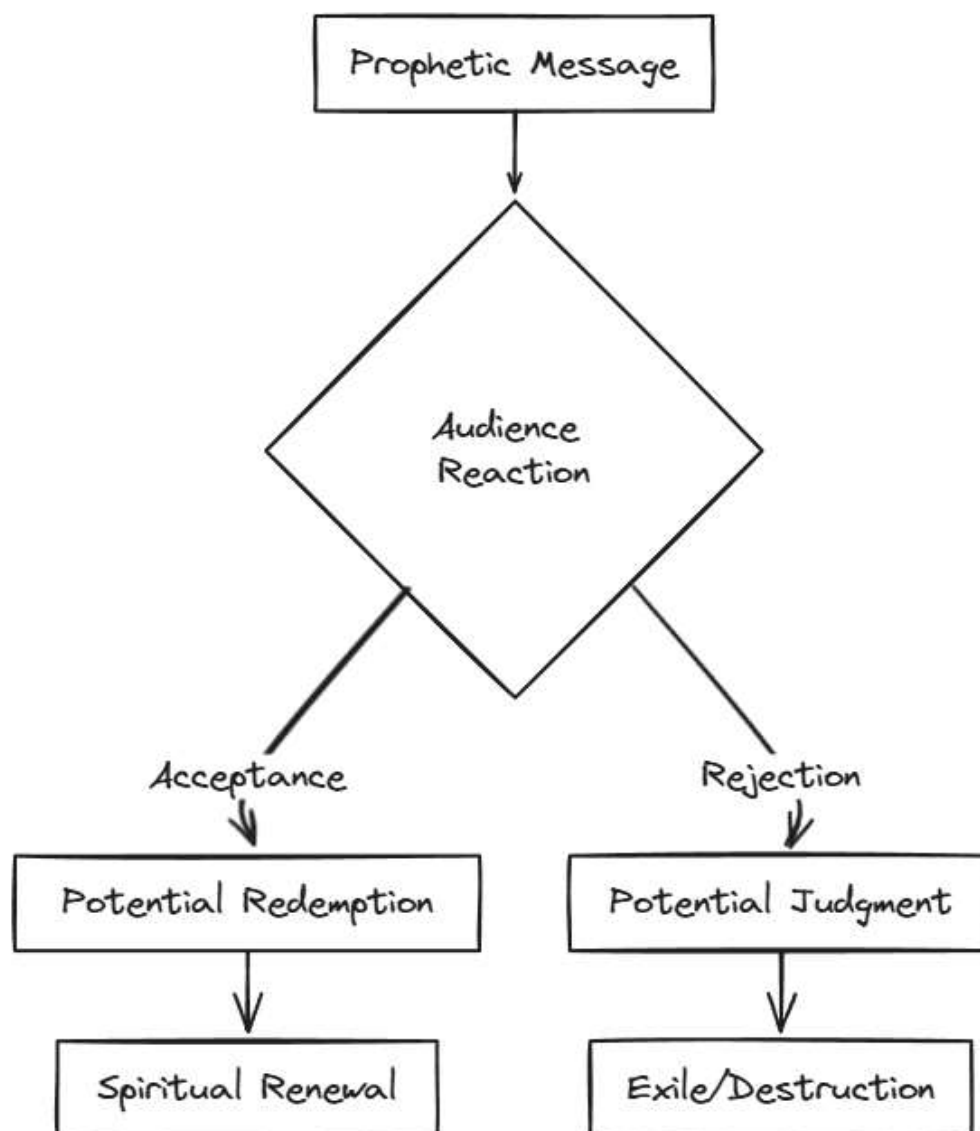 Prophetic Message
Audience
Reaction
Acceptance
Rejection
Potential Redemption
Potential Judgment
Spiritual Renewal
Exile/Destruction